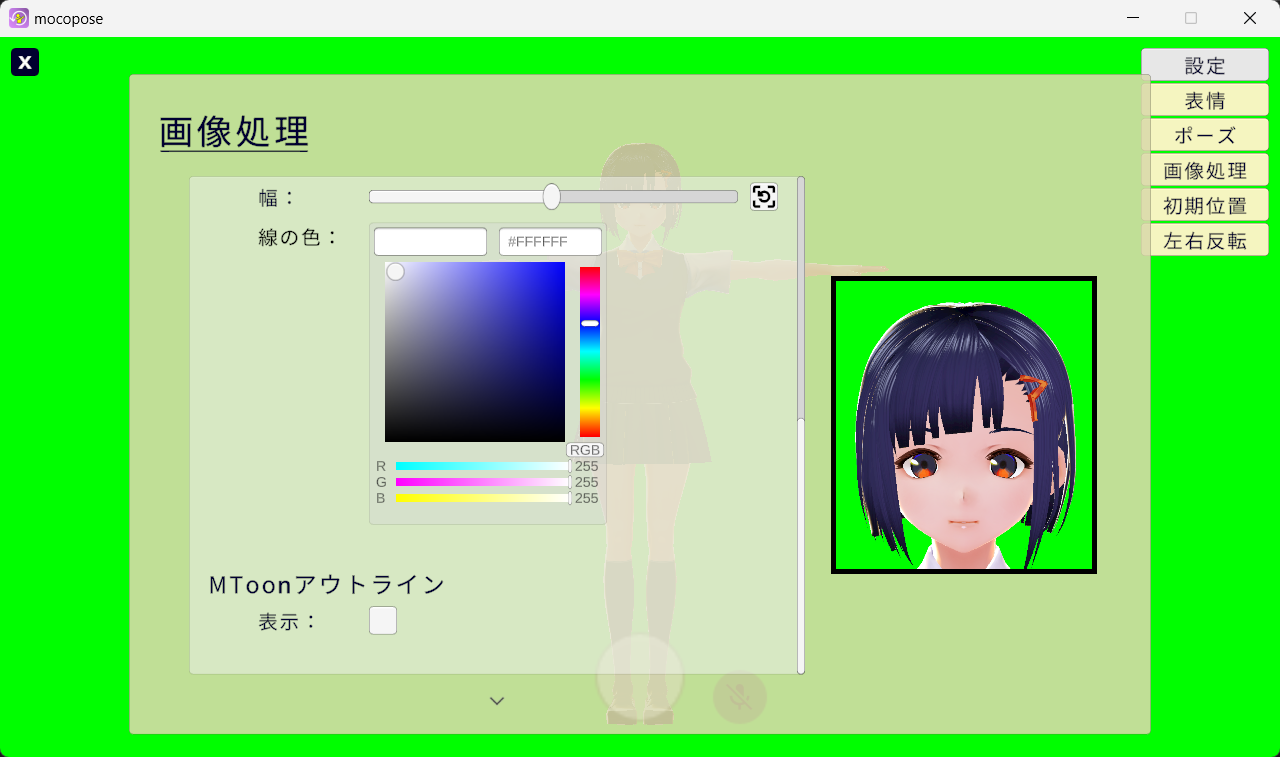 mocopose
X
設定
表情
ポーズ
画像処理
初期位置
左右反転
画像処理
幅：
線の色：
#FFFFFF
RGB
R 255
G 255
B 255
MToonアウトライン
表示：